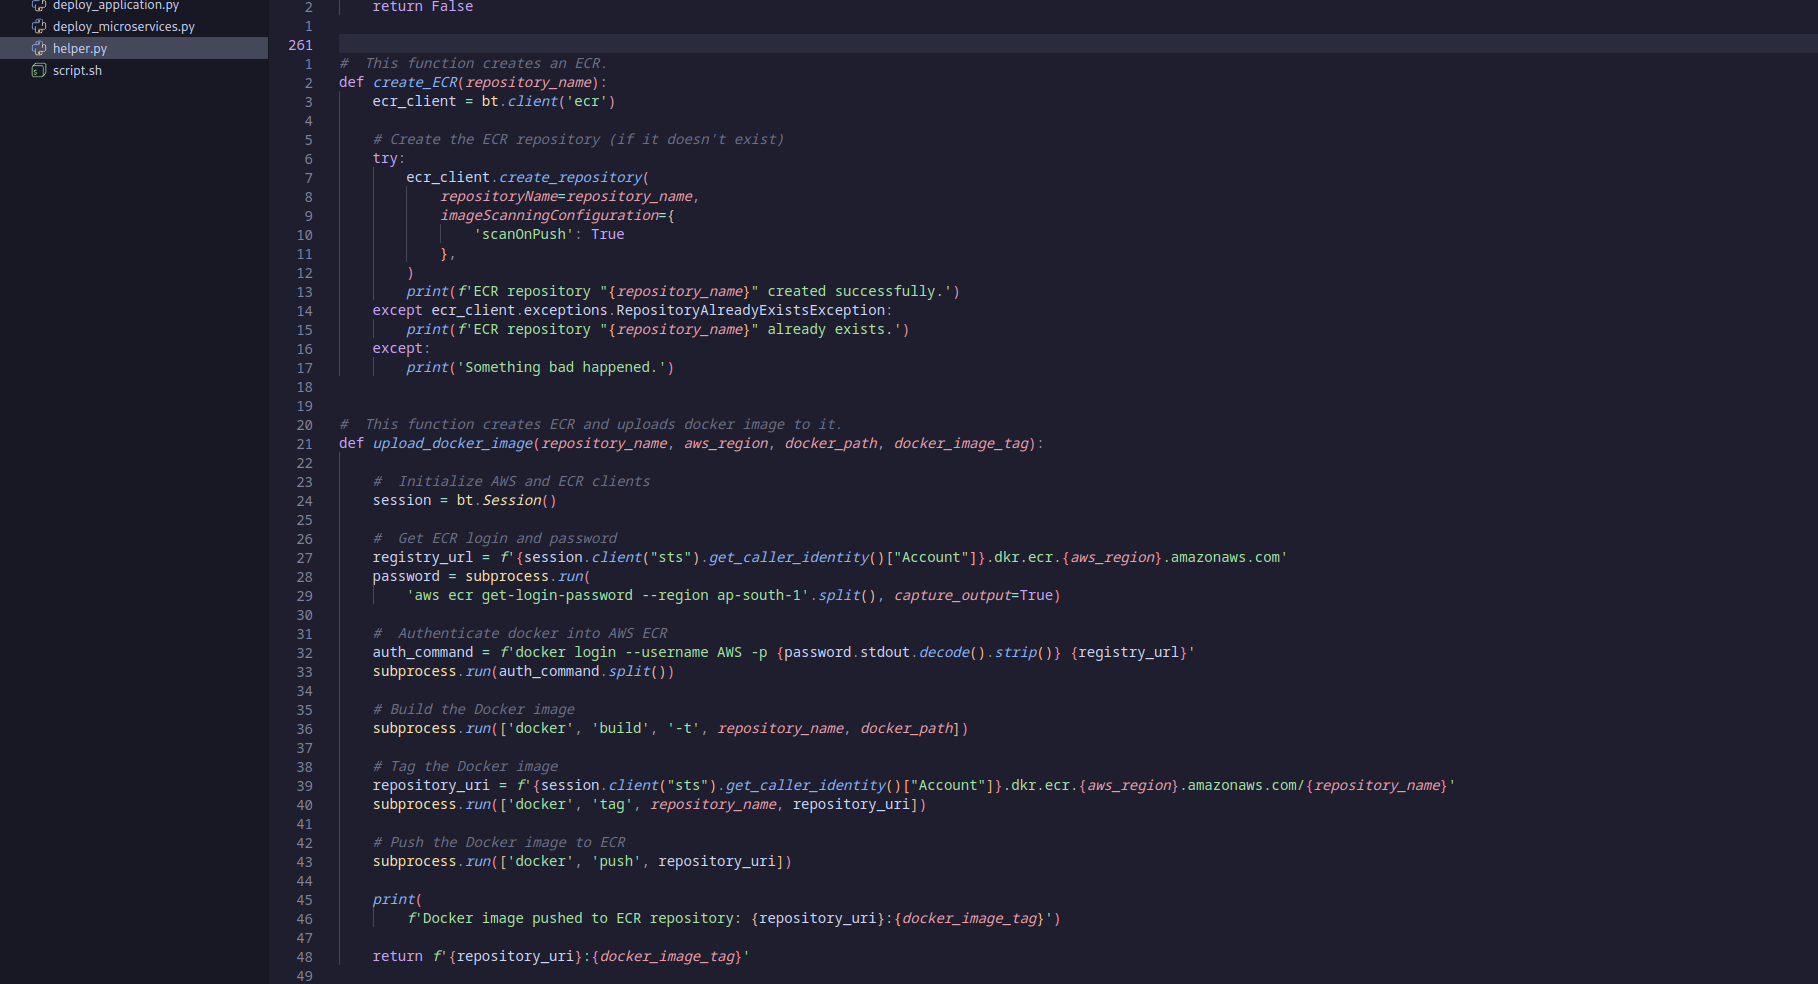 deploy_application.py
deploy_microservices.py
helper.py
script.sh
2 return False
1
261
1 #  This function creates an ECR.
2 def create_ECR(repository_name):
3     ecr_client = bt.client('ecr')
4
5     # Create the ECR repository (if it doesn't exist)
6     try:
7         ecr_client.create_repository(
8             repositoryName=repository_name,
9             imageScanningConfiguration={
10                 'scanOnPush': True
11             },
12         )
13         print(f'ECR repository "{repository_name}" created successfully.')
14     except ecr_client.exceptions.RepositoryAlreadyExistsException:
15         print(f'ECR repository "{repository_name}" already exists.')
16     except:
17         print('Something bad happened.')
18
19
20 #  This function creates ECR and uploads docker image to it.
21 def upload_docker_image(repository_name, aws_region, docker_path, docker_image_tag):
22
23     #  Initialize AWS and ECR clients
24     session = bt.Session()
25
26     #  Get ECR login and password
27     registry_url = f'{session.client("sts").get_caller_identity()["Account"]}.dkr.ecr.{aws_region}.amazonaws.com'
28     password = subprocess.run(
29         'aws ecr get-login-password --region ap-south-1'.split(), capture_output=True)
30
31     #  Authenticate docker into AWS ECR
32     auth_command = f'docker login --username AWS -p {password.stdout.decode().strip()} {registry_url}'
33     subprocess.run(auth_command.split())
34
35     # Build the Docker image
36     subprocess.run(['docker', 'build', '-t', repository_name, docker_path])
37
38     # Tag the Docker image
39     repository_uri = f'{session.client("sts").get_caller_identity()["Account"]}.dkr.ecr.{aws_region}.amazonaws.com/{repository_name}'
40     subprocess.run(['docker', 'tag', repository_name, repository_uri])
41
42     # Push the Docker image to ECR
43     subprocess.run(['docker', 'push', repository_uri])
44
45     print(
46         f'Docker image pushed to ECR repository: {repository_uri}:{docker_image_tag}')
47
48     return f'{repository_uri}:{docker_image_tag}'
49